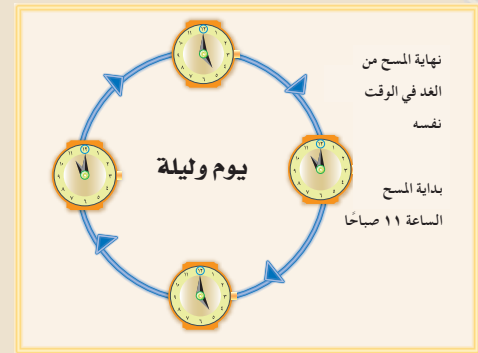 نهاية المسح من
الغد في الوقت
نفسه
يوم وليلة
بداية المسح
الساعة ١١ صباحًا